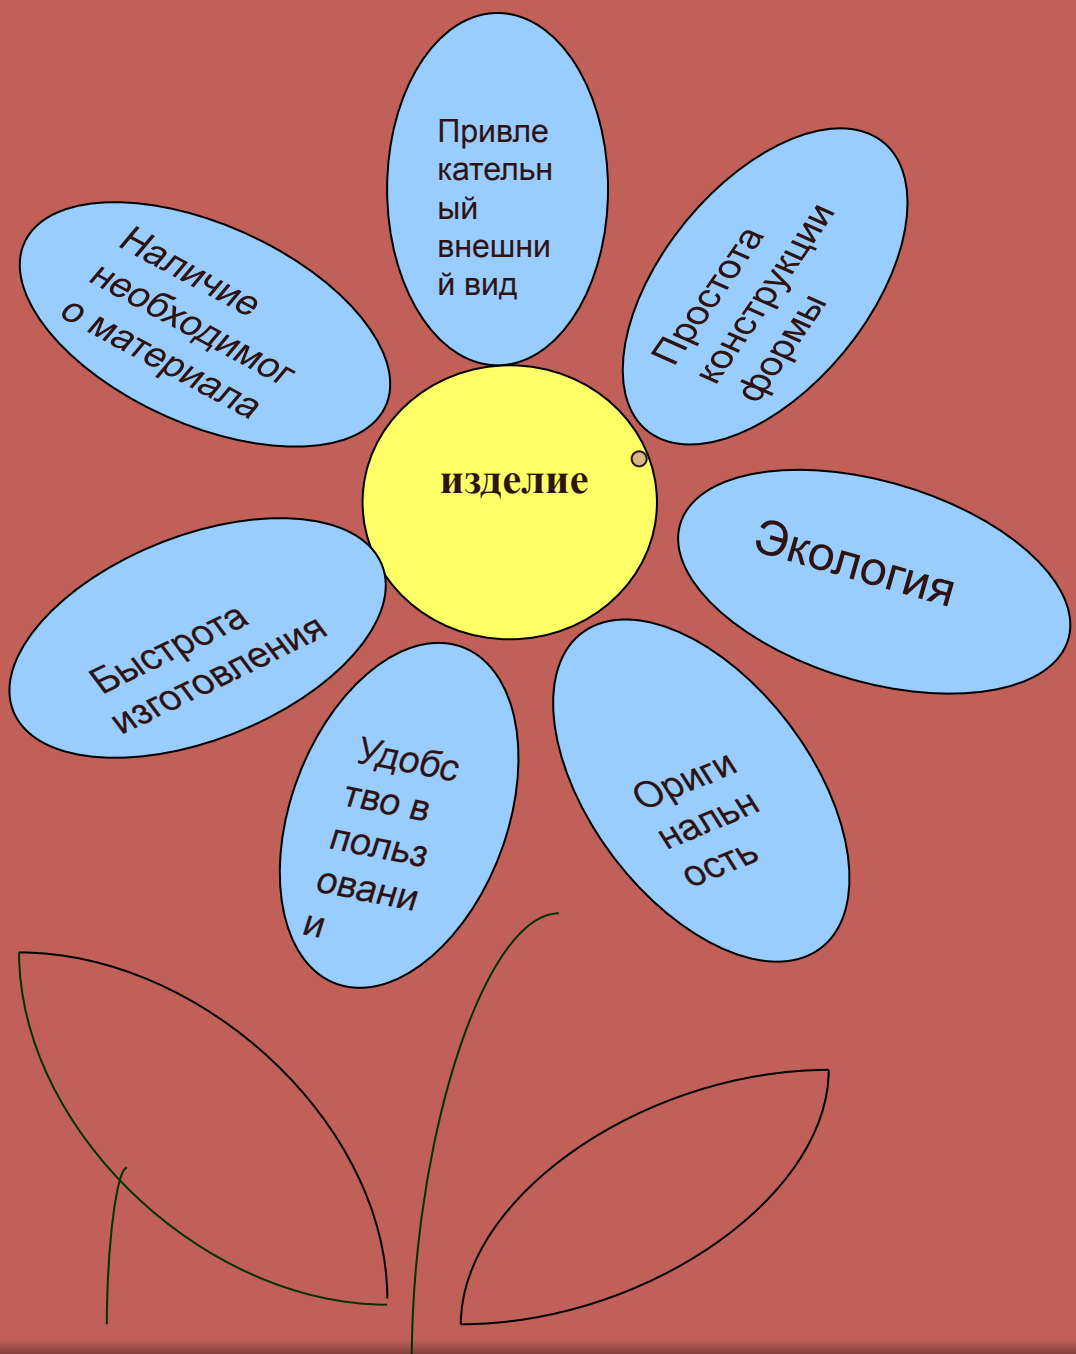 Привле
кательн
ый
внешни
й вид
Простота
конструкции
формы
Наличие
необходимог
о материала
изделие
Экология
Быстрота
изготовления
Удобс
тво в
польз
овани
и
Ориги
нальн
ость